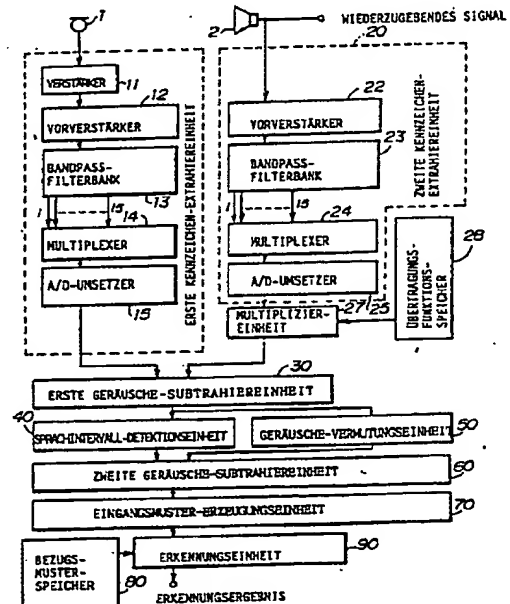 1
2
WIEDERZUGEBENDES SIGNAL
20
VERSTÄRKER
11
12
VORVERSTÄRKER
BANDPASS-
FILTERBANK
13
1
15
14
MULTIPLEXER
A/D-UMSETZER
15
ERSTE KENNZEICHEN-EXTRAHIEREINHEIT
22
VORVERSTÄRKER
23
BANDPASS-
FILTERBANK
1
15
24
MULTIPLEXER
A/D-UMSETZER
25
ZWEITE KENNZEICHEN-
EXTRAHIEREINHEIT
28
ÜBERTRAGUNGS-
FUNKTIONS-
SPEICHER
27
MULTIPLIZIER-
EINHEIT
30
ERSTE GERÄUSCHE-SUBTRAHIEREINHEIT
40
SPRACHINTERVALL-DETEKTIONSEINHEIT
GERÄUSCHE-VERMUTUNGSEINHEIT
50
ZWEITE GERÄUSCHE-SUBTRAHIEREINHEIT
60
EINGANGSMUSTER-ERZEUGUNGSEINHEIT
70
BEZUGS-
MUSTER-
SPEICHER
80
ERKENNUNGSEINHEIT
90
ERKENNUNGSERGEBNIS